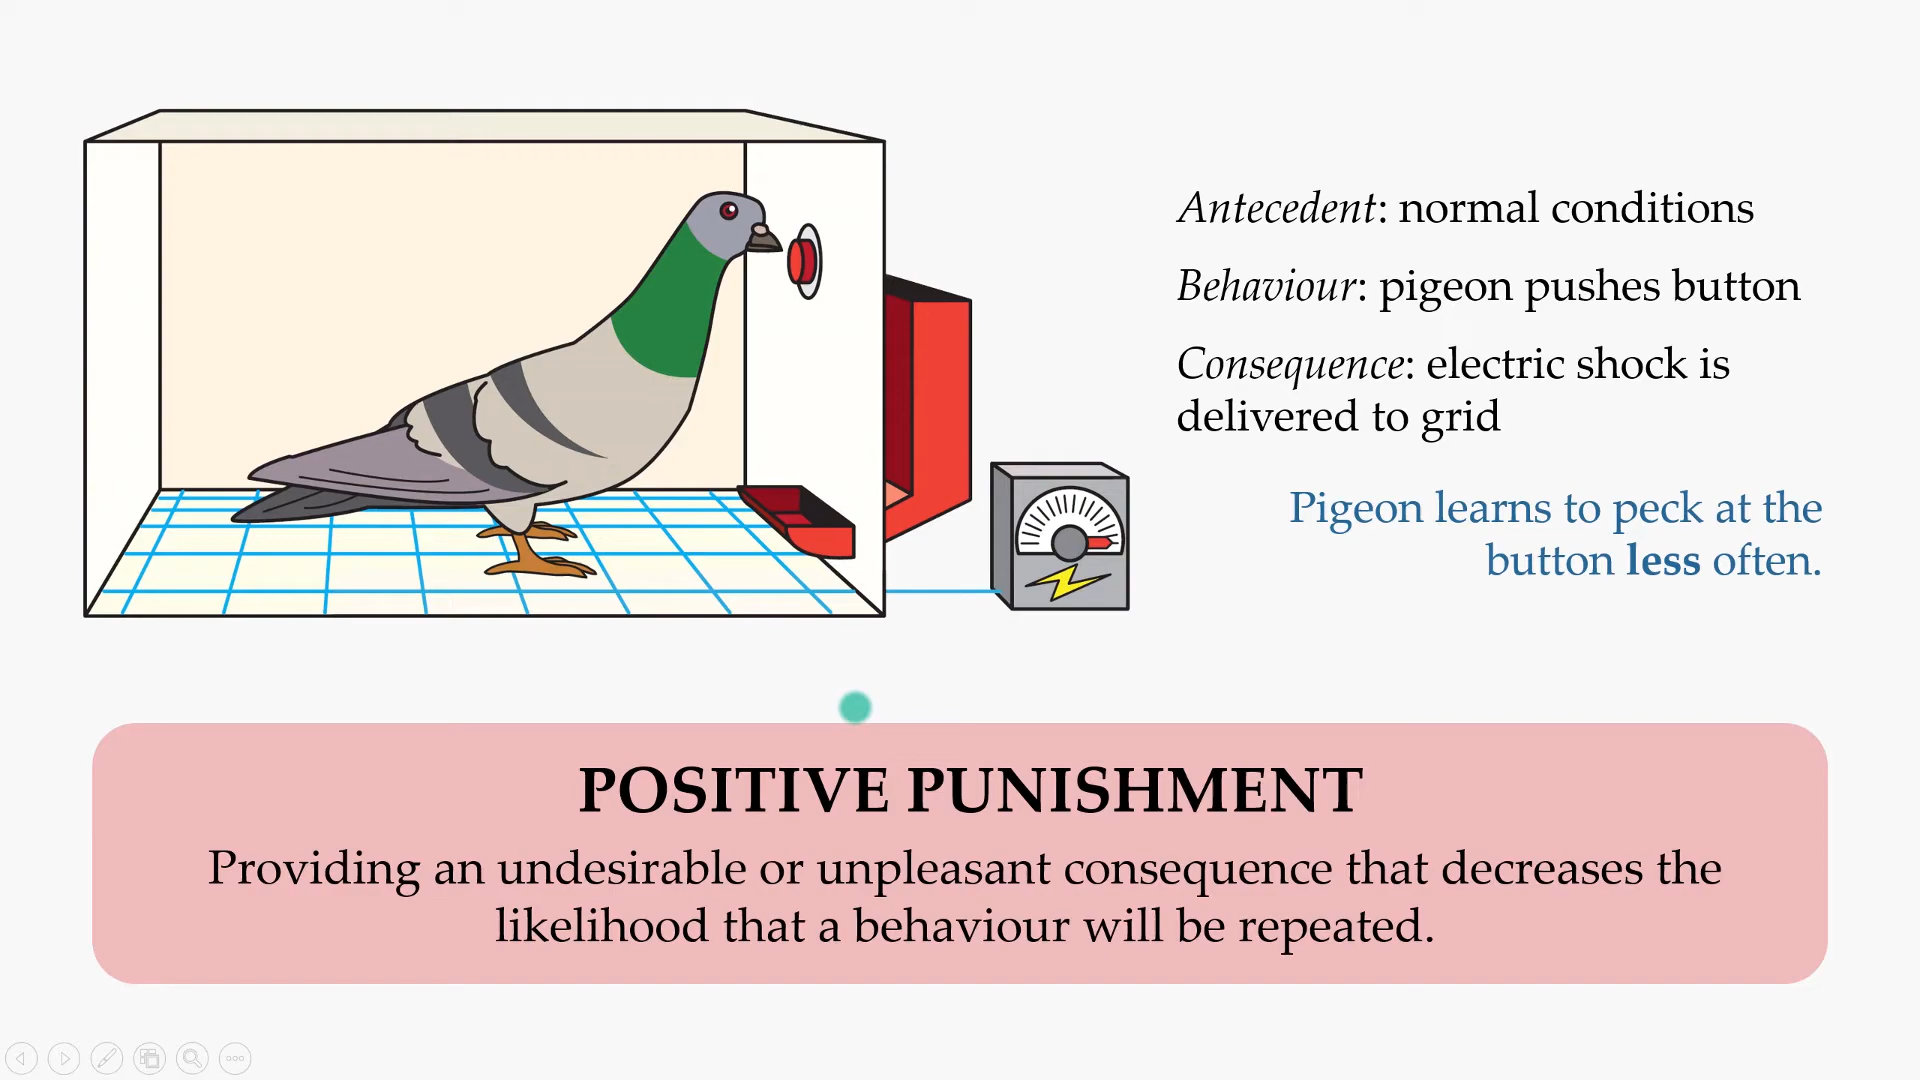 Antecedent: normal conditions
Behaviour: pigeon pushes button
Consequence: electric shock is
delivered to grid
Pigeon learns to peck at the
button less often.
POSITIVE PUNISHMENT
Providing an undesirable or unpleasant consequence that decreases the
likelihood that a behaviour will be repeated.